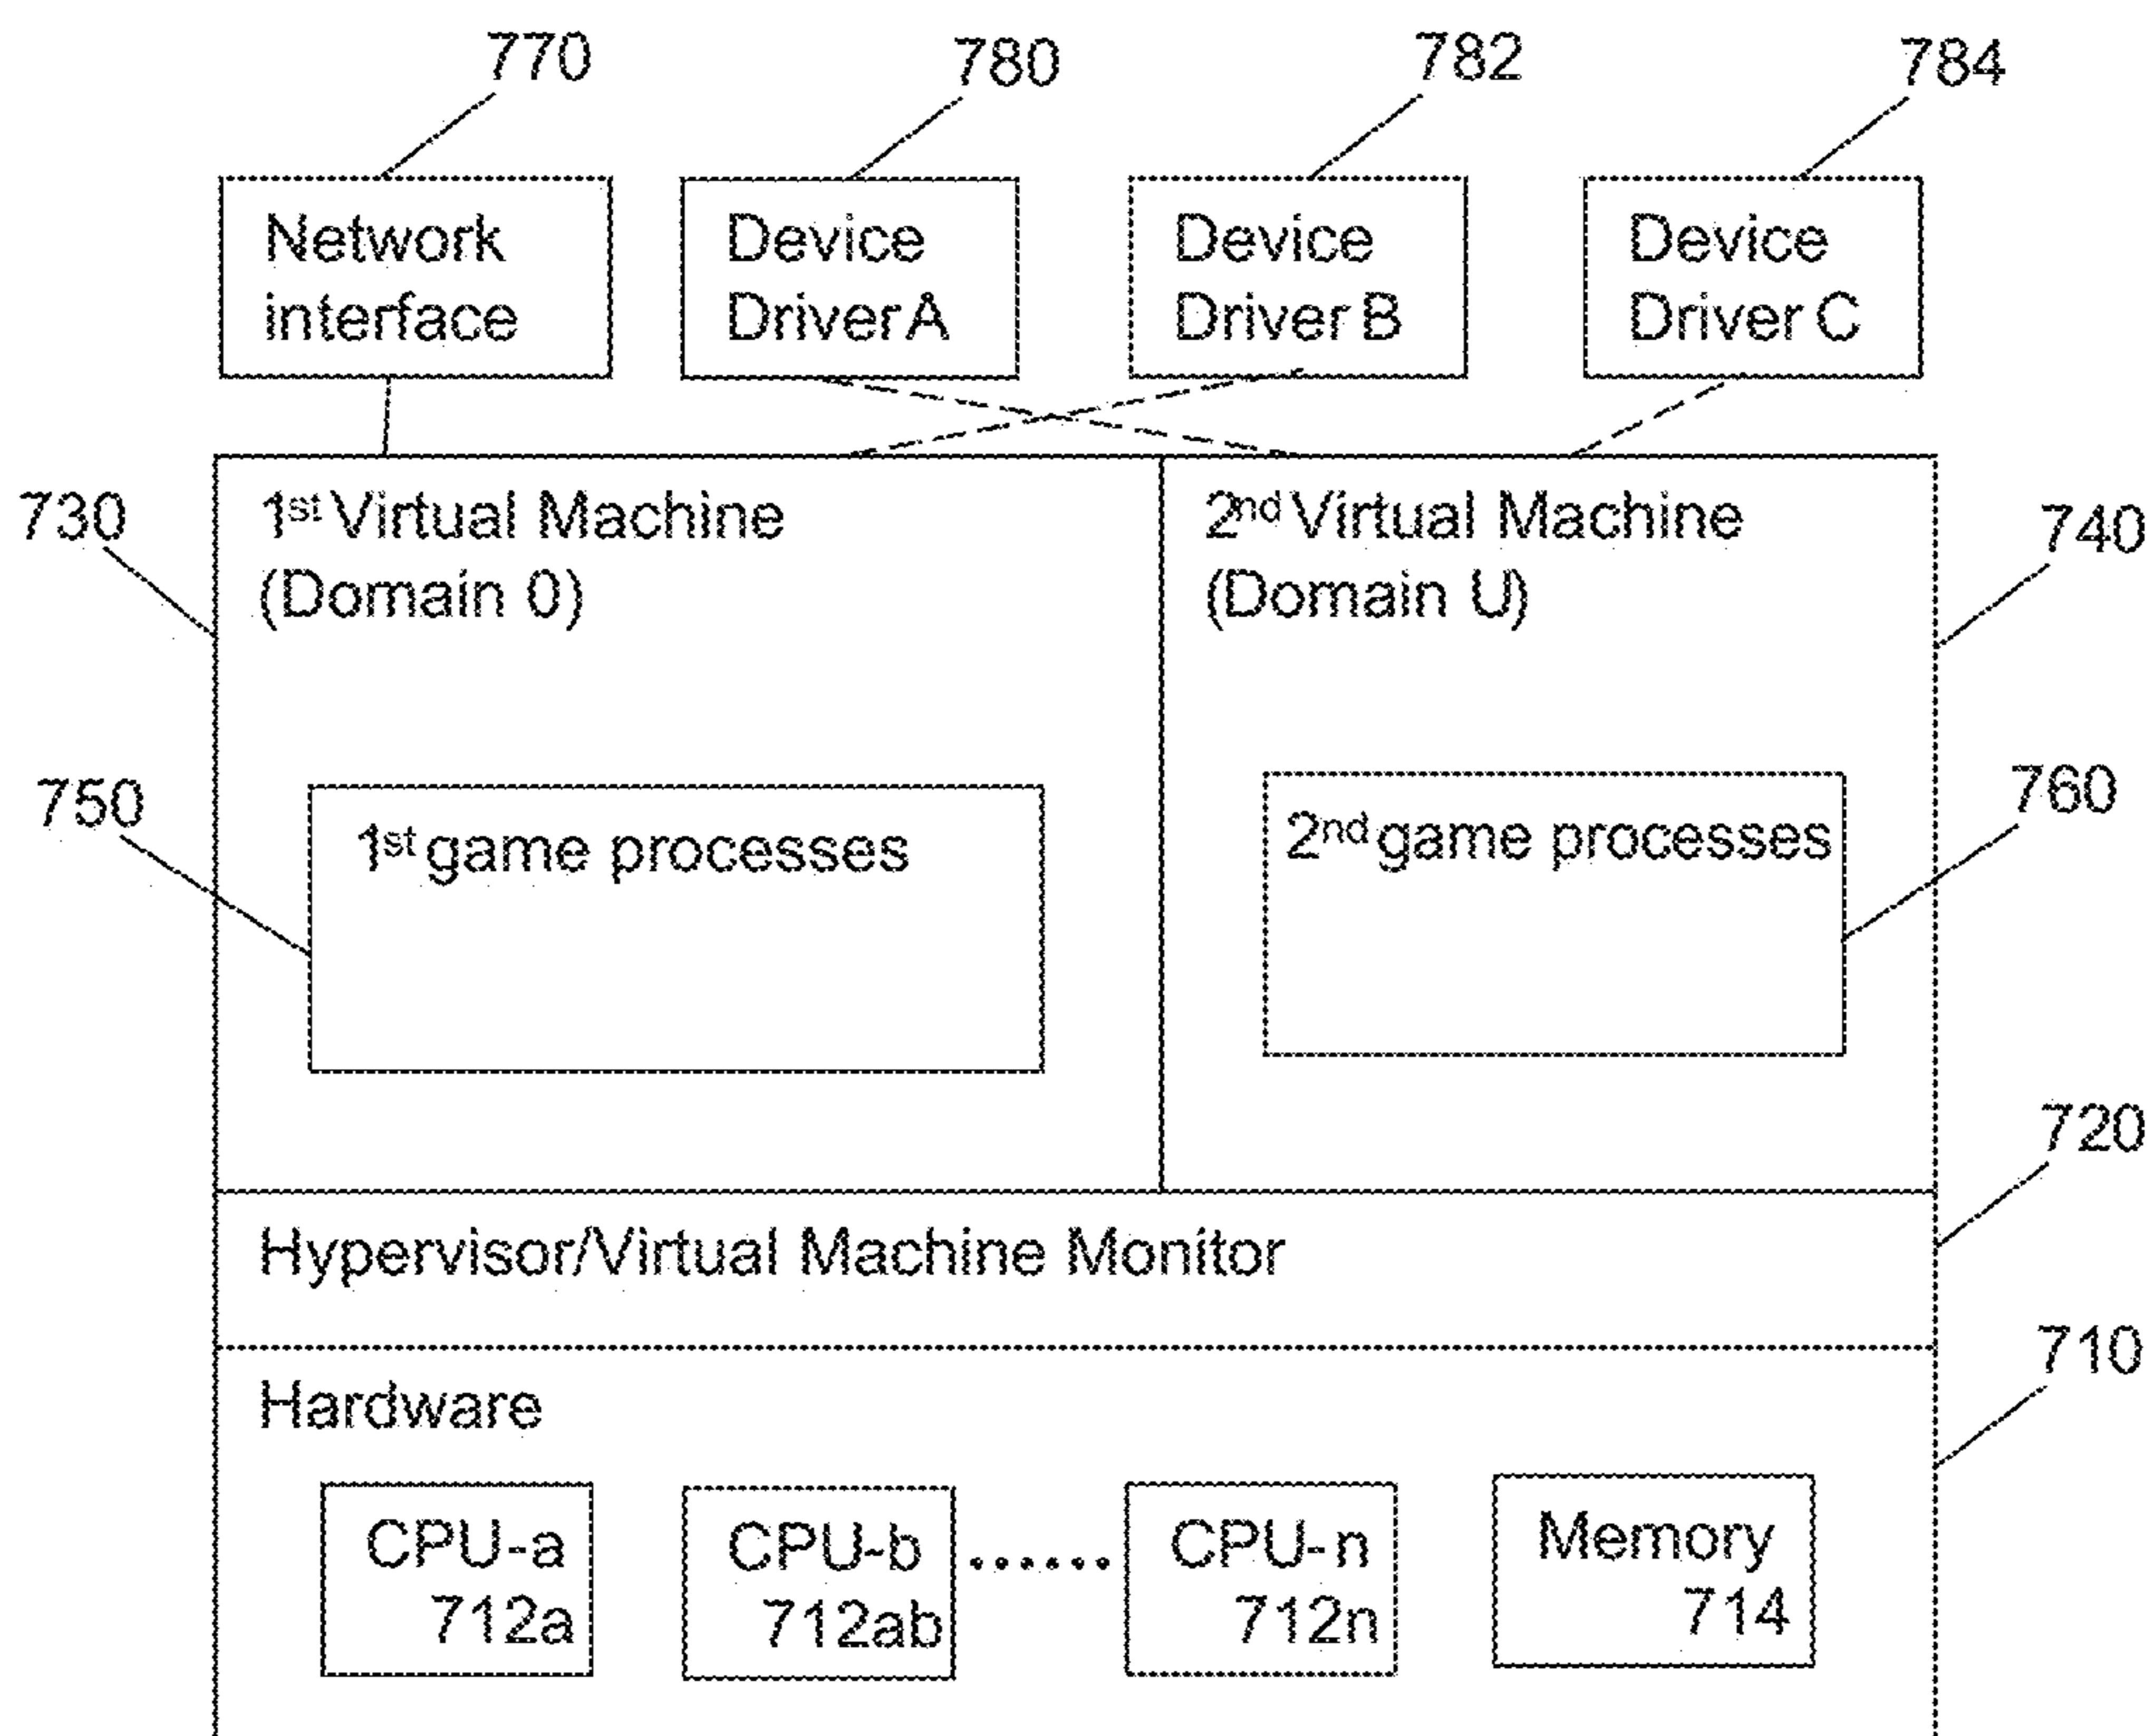 770 780 782 784
Network Device Device Device
interface Driver A Driver B Driver C
730 1st Virtual Machine 2nd Virtual Machine 740
(Domain 0) (Domain U)
750 1st game processes 2nd game processes 760
720
Hypervisor/Virtual Machine Monitor
710
Hardware
CPU-a CPU-b ...... CPU-n Memory
712a 712ab 712n 714